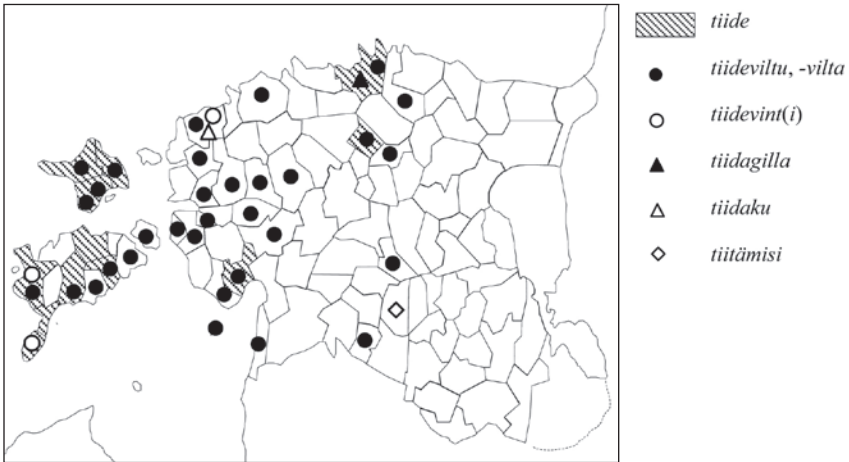 tiide
tiideviltu, -vilta
tiidevint(i)
tiidagilla
tiidaku
tiitämisi